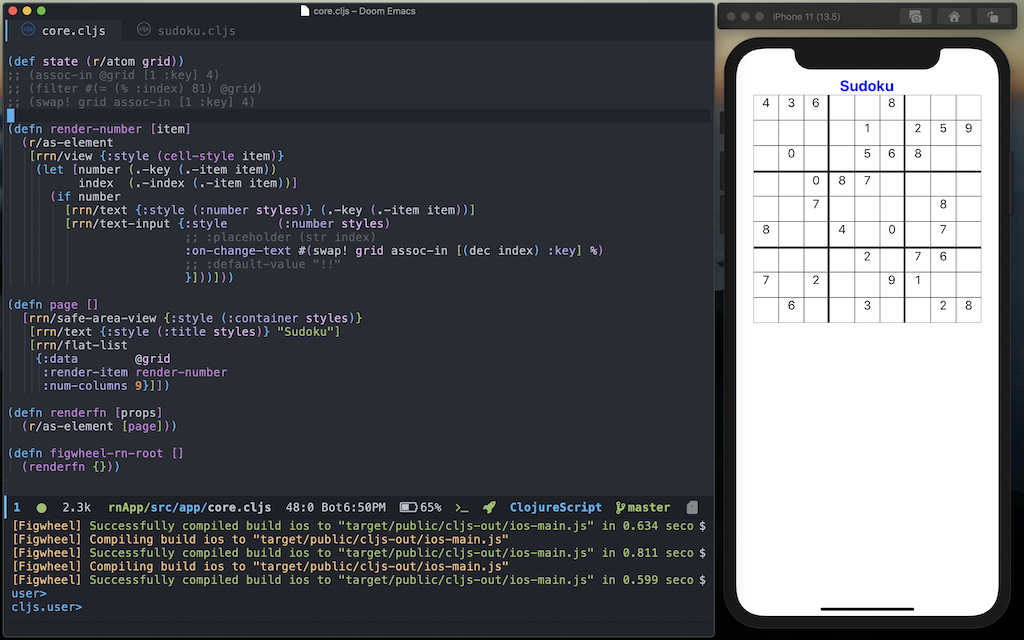 core.cljs – Doom Emacs
core.cljs sudoku.cljs
(def state (r/atom grid))
;; (assoc-in @grid [1 :key] 4)
;; (filter #(= (% :index) 81) @grid)
;; (swap! grid assoc-in [1 :key] 4)
(defn render-number [item]
(r/as-element
[rrn/view {:style (cell-style item)}
(let [number (.-key (.-item item))
index (.-index (.-item item))]
(if number
[rrn/text {:style (:number styles)} (.-key (.-item item))]
[rrn/text-input {:style (:number styles)
;; :placeholder (str index)
:on-change-text #(swap! grid assoc-in [(dec index) :key] %)
;; :default-value "!!"
}]))]))
(defn page []
[rrn/safe-area-view {:style (:container styles)}
[rrn/text {:style (:title styles)} "Sudoku"]
[rrn/flat-list
{:data @grid
:render-item render-number
:num-columns 9}]])
(defn renderfn [props]
(r/as-element [page]))
(defn figwheel-rn-root []
(renderfn {}))
1 2.3k rnApp/src/app/core.cljs 48:0 Bot 6:50PM 65% ClojureScript master
[Figwheel] Successfully compiled build ios to "target/public/cljs-out/ios-main.js" in 0.634 seco $
[Figwheel] Compiling build ios to "target/public/cljs-out/ios-main.js"
[Figwheel] Successfully compiled build ios to "target/public/cljs-out/ios-main.js" in 0.811 seco $
[Figwheel] Compiling build ios to "target/public/cljs-out/ios-main.js"
[Figwheel] Successfully compiled build ios to "target/public/cljs-out/ios-main.js" in 0.599 seco $
user>
cljs.user>
iPhone 11 (13.5)
Sudoku
4 3 6 8
1 2 5 9
0 5 6 8
0 8 7
7 8
8 4 0 7
2 7 6
7 2 9 1
6 3 2 8